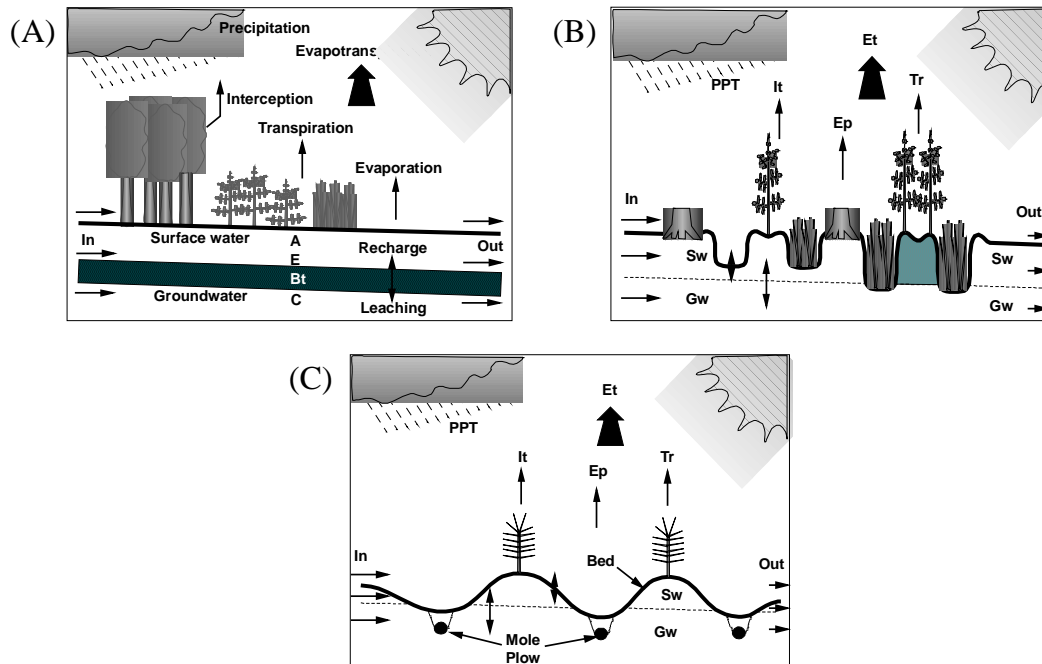 (A)
Precipitation
Evapotrans
Interception
Transpiration
Evaporation
In
Surface water
A
Recharge
Out
E
Bt
Groundwater
C
Leaching
(B)
Et
PPT
It
Tr
Ep
In
Out
Sw
Sw
Gw
Gw
(C)
Et
PPT
It
Ep
Tr
In
Bed
Out
Sw
Mole
Plow
Gw